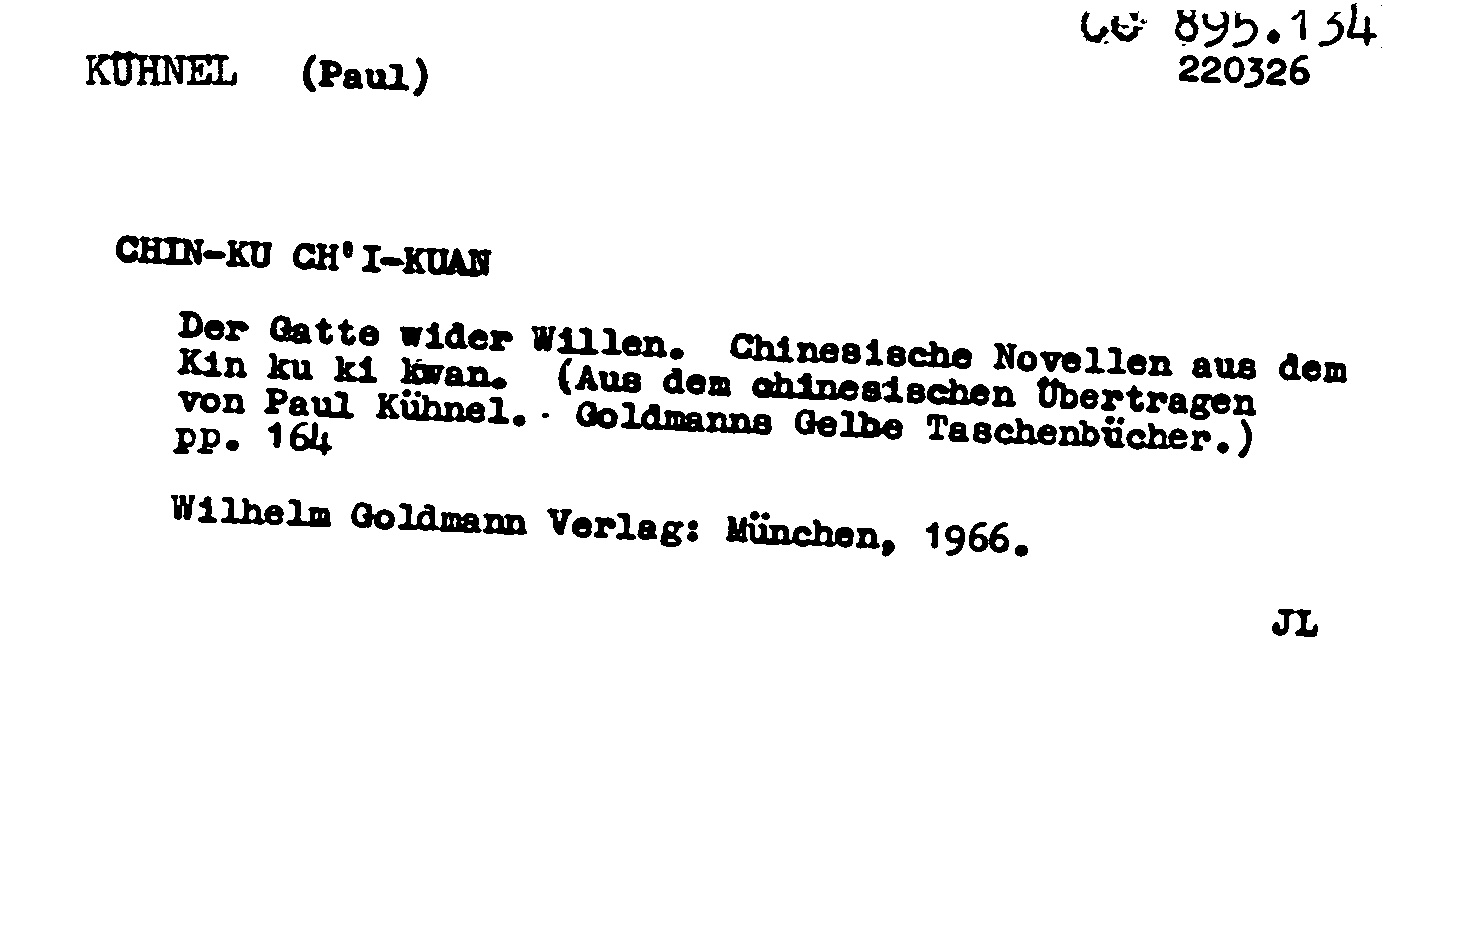 CG 895.134
KÜHNEL (Paul)
220326
CHIN-KU CH'I-KUAN
Der Gatte wider Willen. Chinesische Novellen aus dem
Kin ku ki kwan. (Aus dem chinesischen Übertragen
von Paul Kühnel. - Goldmanns Gelbe Taschenbücher.)
pp. 164
Wilhelm Goldmann Verlag: München, 1966.
JL